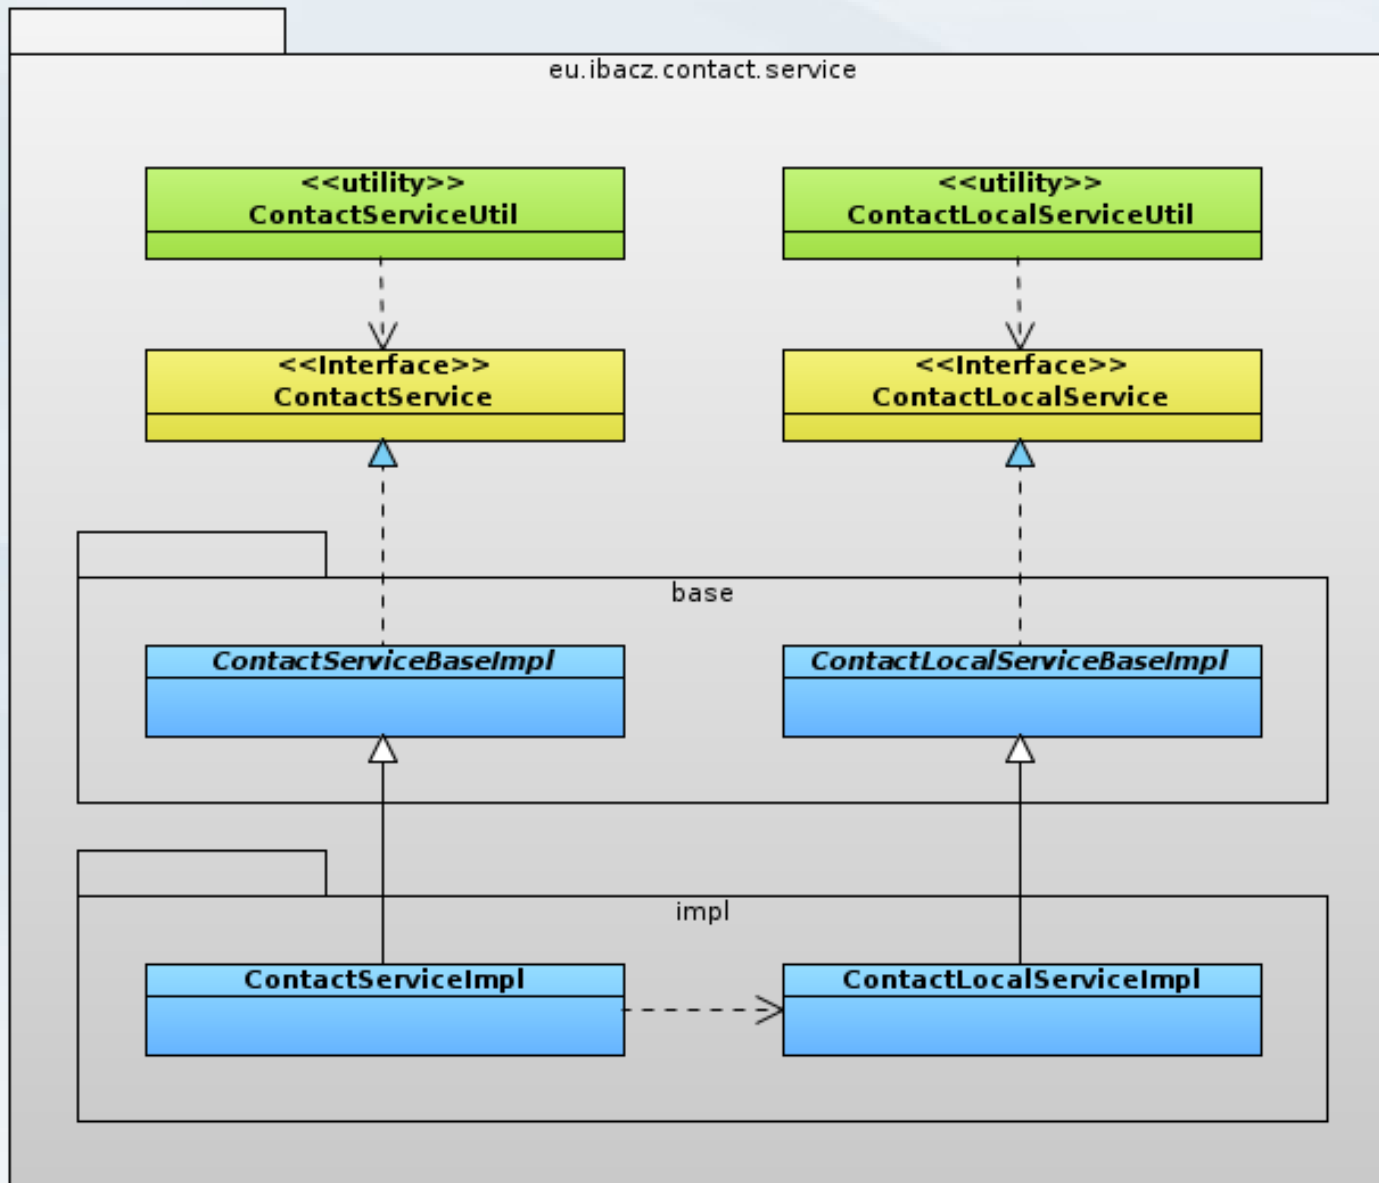 eu.ibacz.contact.service
<<utility>>
ContactServiceUtil
<<utility>>
ContactLocalServiceUtil
<<Interface>>
ContactService
<<Interface>>
ContactLocalService
base
ContactServiceBaseImpl
ContactLocalServiceBaseImpl
impl
ContactServiceImpl
ContactLocalServiceImpl